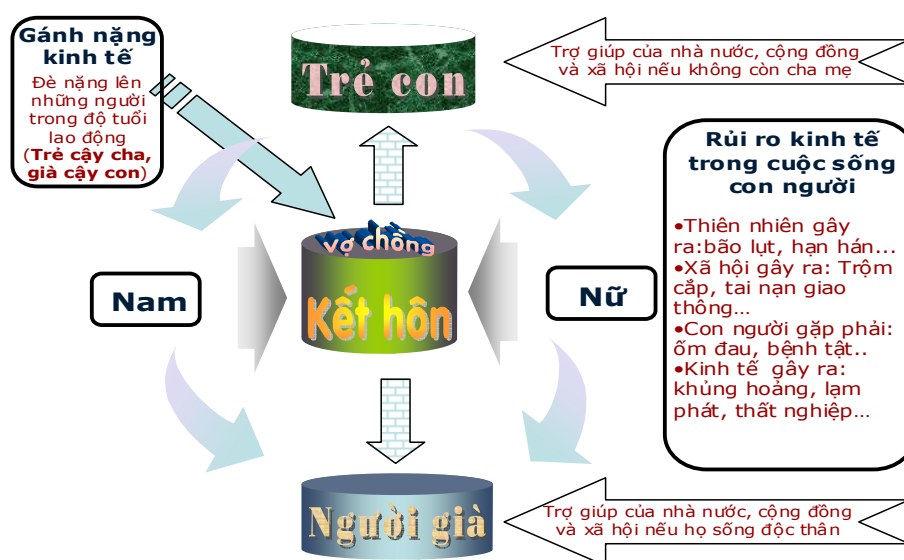 Gánh nặng
kinh tế
Đè nặng lên
những người
trong độ tuổi
lao động
(Trẻ cậy cha,
già cậy con)
Trẻ con
Trợ giúp của nhà nước, cộng đồng
và xã hội nếu không còn cha mẹ
Rủi ro kinh tế
trong cuộc sống
con người
•Thiên nhiên gây
ra:bão lụt, hạn hán...
•Xã hội gây ra: Trộm
cắp, tai nạn giao
thông...
•Con người gặp phải:
ốm đau, bệnh tật..
•Kinh tế gây ra:
khủng hoảng, lạm
phát, thất nghiệp...
vợ chồng
Kết hôn
Nam
Nữ
Người già
Trợ giúp của nhà nước, cộng đồng
và xã hội nếu họ sống độc thân